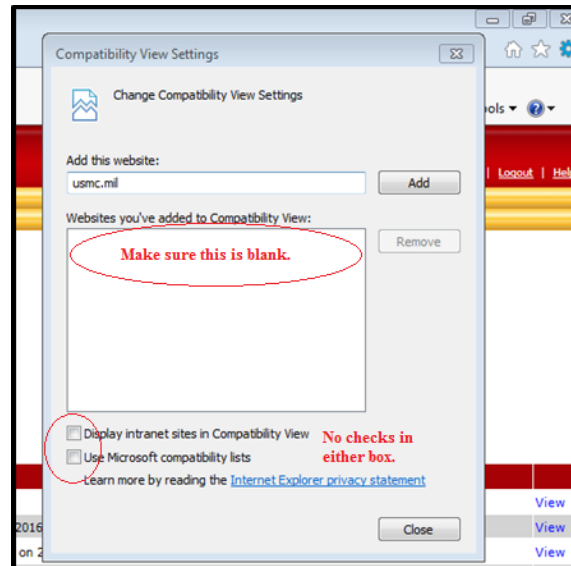 Compatibility View Settings
Change Compatibility View Settings
ools
| Logout | Hel
Add this website:
usmc.mil
Add
Websites you've added to Compatibility View:
Remove
Make sure this is blank.
Display intranet sites in Compatibility View
Use Microsoft compatibility lists
No checks in
either box.
Learn more by reading the Internet Explorer privacy statement
View
2016
View
Close
on 2
View